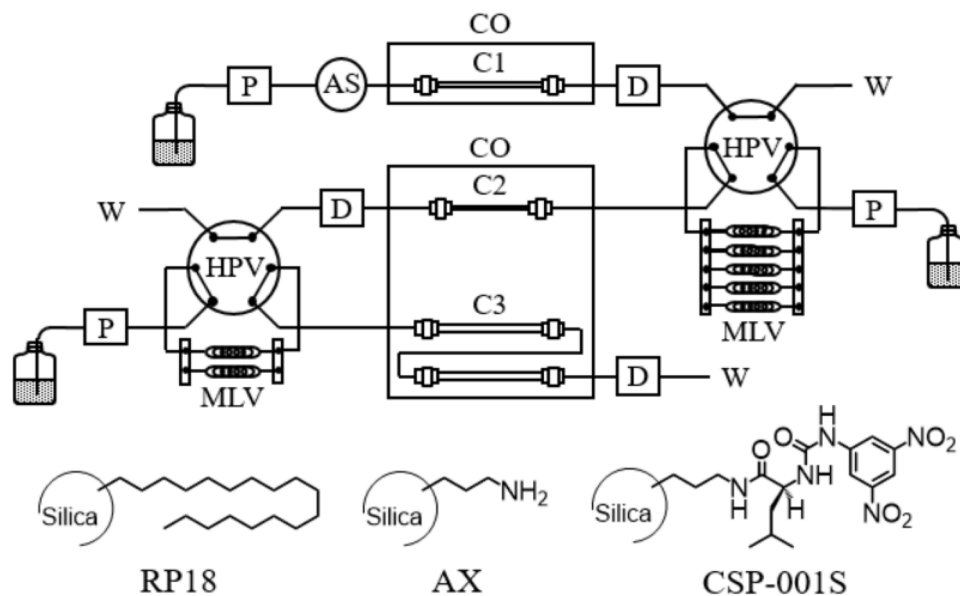 CO
C1
P
AS
D
W
HPV
CO
C2
W
D
P
HPV
P
C3
MLV
MLV
D
W
Silica
NH₂
Silica
O
N
H
O
N
H
NH
H
NO₂
NO₂
Silica
RP18
AX
CSP-001S